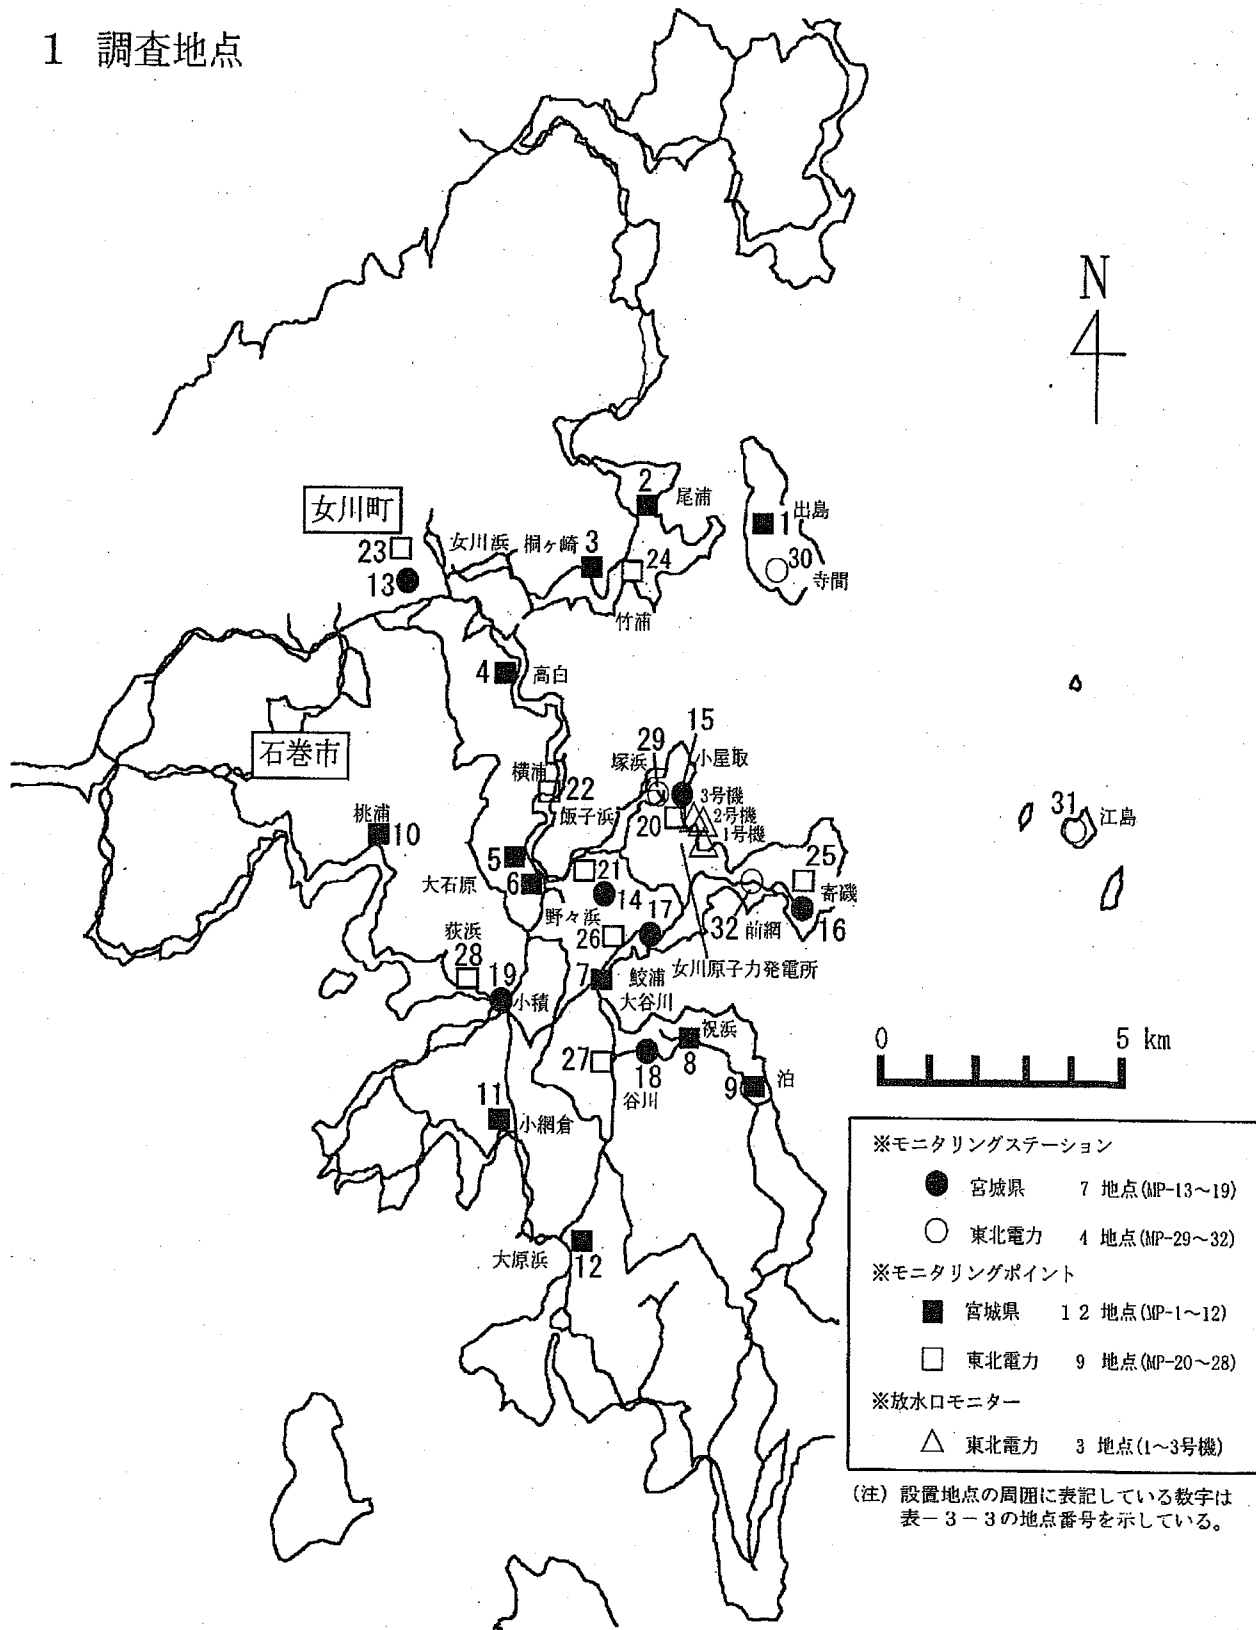 1 調査地点
N
2
尾浦
女川町
1
出島
23
女川浜
桐ヶ崎
3
24
30
13
寺間
竹浦
4
高白
15
29
小屋取
石巻市
塚浜
横浦
22
3号機
2号機
1号機
飯子浜
20
31
江島
桃浦
10
25
5
21
大石原
6
14
寄磯
野々浜
17
32
前網
16
荻浜
26
28
19
7
鮫浦
女川原子力発電所
小積
大谷川
祝浜
0 5 km
27
18
8
9
泊
谷川
11
小網倉
大原浜
12
※モニタリングステーション
● 宮城県 7 地点(MP-13～19)
○ 東北電力 4 地点(MP-29～32)
※モニタリングポイント
■ 宮城県 12 地点(MP-1～12)
□ 東北電力 9 地点(MP-20～28)
※放水口モニター
△ 東北電力 3 地点(1～3号機)
(注) 設置地点の周囲に表記している数字は
表－3－3の地点番号を示している。